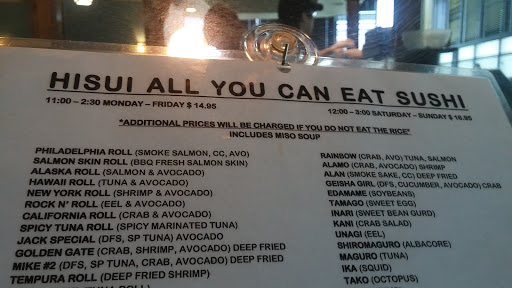 HISUI ALL YOU CAN EAT SUSHI
11:00 – 2:30 MONDAY – FRIDAY $ 14.95
12:00 – 3:00 SATURDAY – SUNDAY $ 16.95
*ADDITIONAL PRICES WILL BE CHARGED IF YOU DO NOT EAT THE RICE*
INCLUDES MISO SOUP
PHILADELPHIA ROLL (SMOKE SALMON, CC, AVO)
SALMON SKIN ROLL (BBQ FRESH SALMON SKIN)
ALASKA ROLL (SALMON & AVOCADO)
HAWAII ROLL (TUNA & AVOCADO)
NEW YORK ROLL (SHRIMP & AVOCADO)
ROCK N' ROLL (EEL & AVOCADO)
CALIFORNIA ROLL (CRAB & AVOCADO)
SPICY TUNA ROLL (SPICY MARINATED TUNA)
JACK SPECIAL (DFS, SP TUNA, AVOCADO)
GOLDEN GATE (CRAB, SHRIMP, AVOCADO) DEEP FRIED
MIKE #2 (DFS, SP TUNA, CRAB, AVOCADO) DEEP FRIED
TEMPURA ROLL (DEEP FRIED SHRIMP)
TUNA ROLL)
RAINBOW (CRAB, AVO) TUNA, SALMON
ALAMO (CRAB, AVOCADO) SHRIMP
ALAN (SMOKE SAKE, CC) DEEP FRIED
GEISHA GIRL (DFS, CUCUMBER, AVOCADO) CRAB
EDAMAME (SOYBEANS)
TAMAGO (SWEET EGG)
INARI (SWEET BEAN GURD)
KANI (CRAB SALAD)
UNAGI (EEL)
SHIROMAGURO (ALBACORE)
MAGURO (TUNA)
IKA (SQUID)
TAKO (OCTOPUS)